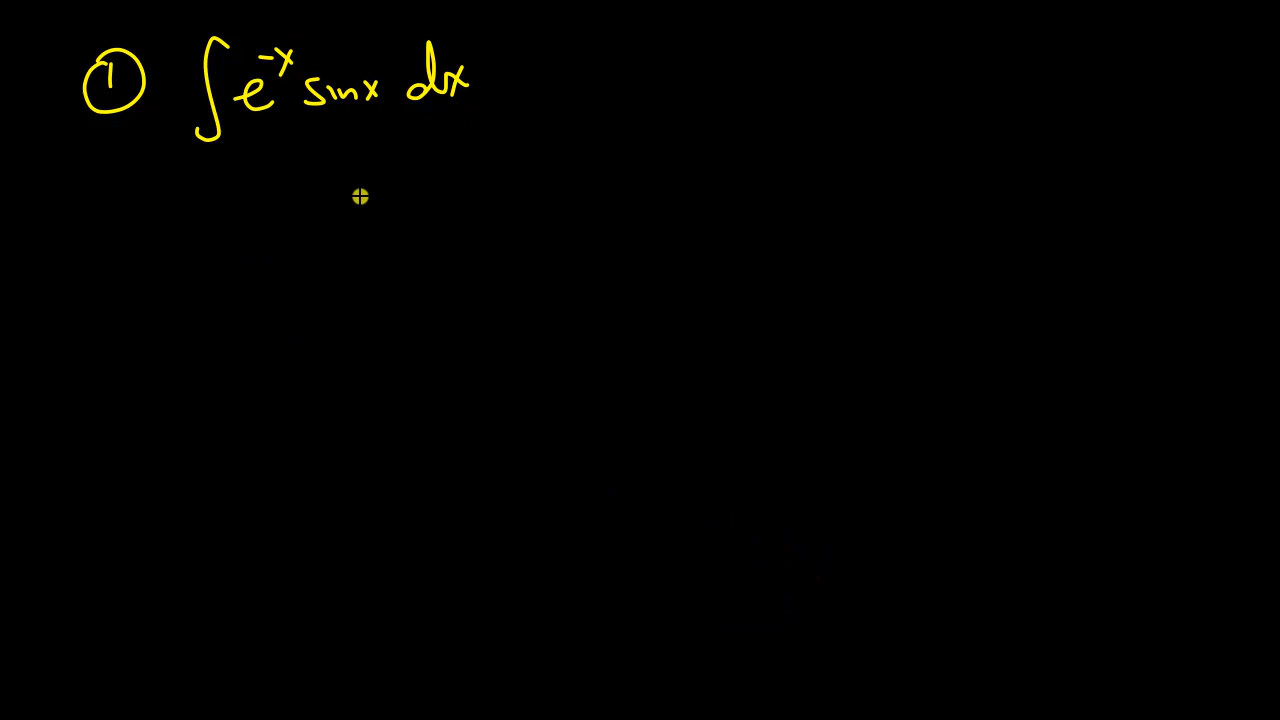 ① ∫ e^{-x} sin x dx